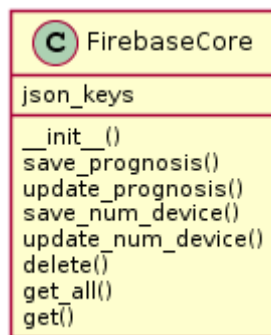 C FirebaseCore
json_keys
__init__()
save_prognosis()
update_prognosis()
save_num_device()
update_num_device()
delete()
get_all()
get()